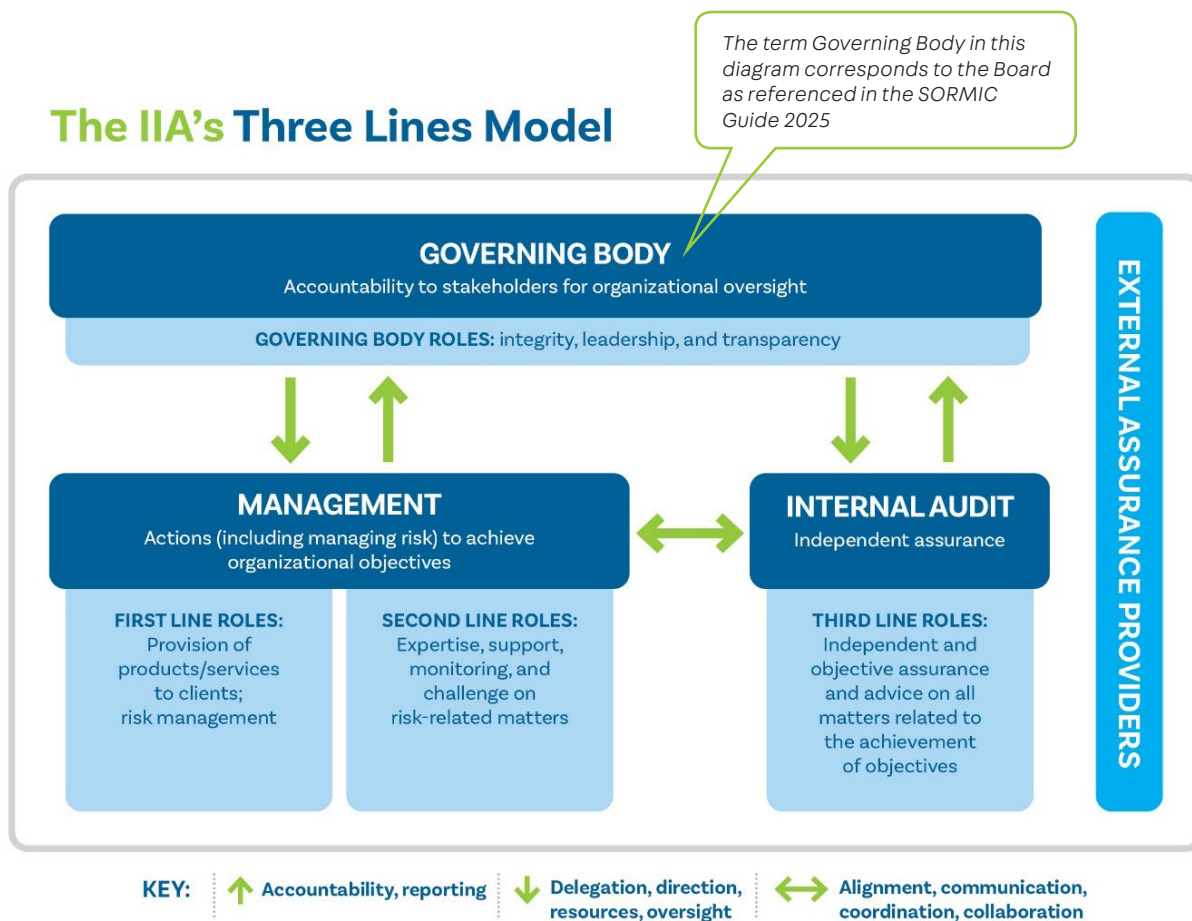 The term Governing Body in this
diagram corresponds to the Board
as referenced in the SORMIC
Guide 2025
The IIA's Three Lines Model
GOVERNING BODY
Accountability to stakeholders for organizational oversight
GOVERNING BODY ROLES: integrity, leadership, and transparency
MANAGEMENT
Actions (including managing risk) to achieve
organizational objectives
INTERNAL AUDIT
Independent assurance
FIRST LINE ROLES:
Provision of
products/services
to clients;
risk management
SECOND LINE ROLES:
Expertise, support,
monitoring, and
challenge on
risk-related matters
THIRD LINE ROLES:
Independent and
objective assurance
and advice on all
matters related to
the achievement
of objectives
EXTERNAL ASSURANCE PROVIDERS
KEY:
Accountability, reporting
Delegation, direction,
resources, oversight
Alignment, communication,
coordination, collaboration